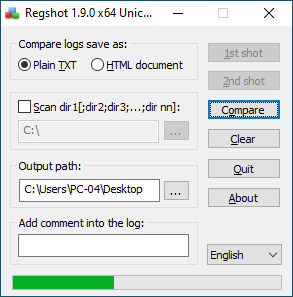 Regshot 1.9.0 x64 Unic...
Compare logs save as:
Plain TXT
HTML document
1st shot
2nd shot
Scan dir1[;dir2;dir3;...;dir nn]:
Compare
C:\
...
Clear
Output path:
Quit
C:\Users\PC-04\Desktop
...
About
Add comment into the log:
English